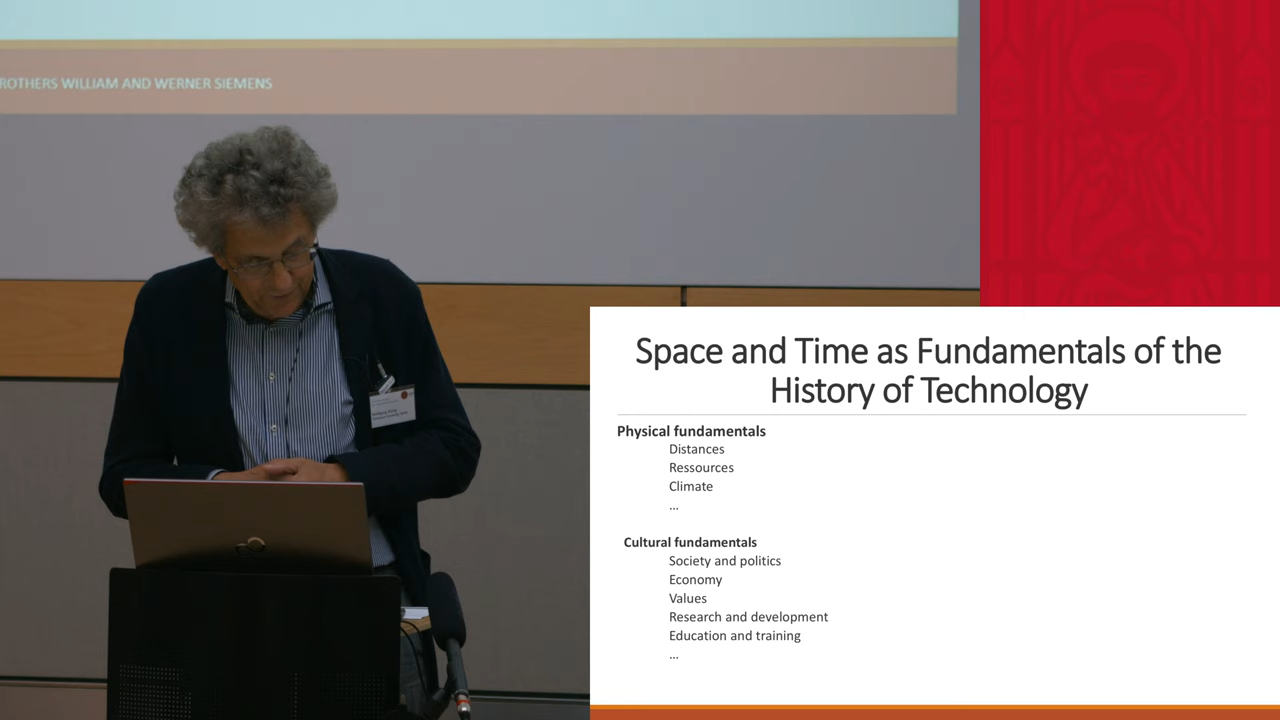 ROTHERS WILLIAM AND WERNER SIEMENS
Space and Time as Fundamentals of the
History of Technology
Physical fundamentals
Distances
Ressources
Climate
...
Cultural fundamentals
Society and politics
Economy
Values
Research and development
Education and training
...